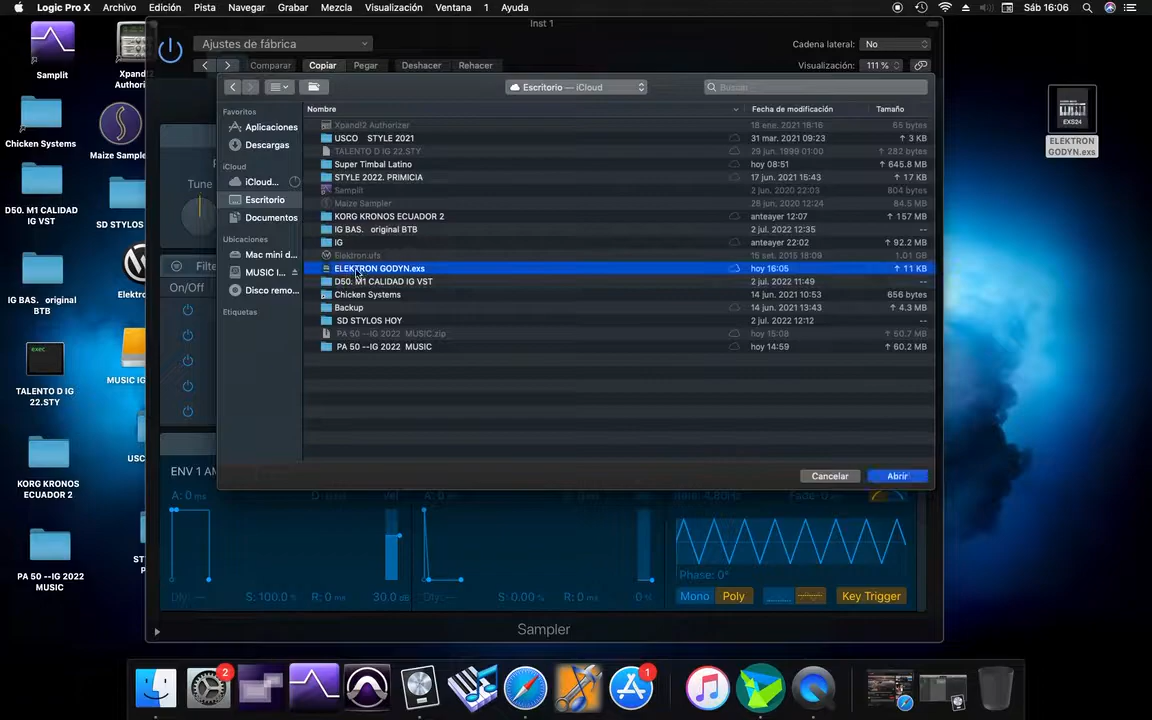 Logic Pro X Archivo Edición Pista Navegar Grabar Mezcla Visualización Ventana 1 Ayuda Sáb 16:06
Inst 1
Ajustes de fábrica
Cadena lateral: No
Comparar Copiar Pegar Deshacer Rehacer Visualización: 111 %
Escritorio — iCloud
Buscar
Favoritos
Aplicaciones
Descargas
iCloud
iCloud...
Escritorio
Documentos
Ubicaciones
Mac mini d...
MUSIC I...
Disco remo...
Etiquetas
Nombre Fecha de modificación Tamaño
Xpand!2 Authorizer 18 ene. 2021 18:16 65 bytes
USCO STYLE 2021 31 mar. 2021 09:23 3 KB
TALENTO D IG 22.STY 29 jun. 1999 01:00 282 bytes
Super Timbal Latino hoy 08:51 645.8 MB
STYLE 2022. PRIMICIA 17 jun. 2021 15:43 17 KB
Samplit 2 jun. 2020 22:03 804 bytes
Maize Sampler 28 jun. 2020 12:24 84.5 MB
KORG KRONOS ECUADOR 2 anteayer 12:07 157 MB
IG BAS. original BTB 2 jul. 2022 12:35 --
IG anteayer 22:02 92.2 MB
Elektron.ufs 15 set. 2015 18:09 1.01 GB
ELEKTRON GODYN.exs hoy 16:05 11 KB
D50. M1 CALIDAD IG VST 2 jul. 2022 11:49 --
Chicken Systems 14 jun. 2021 10:53 656 bytes
Backup 14 jun. 2021 13:43 4.3 MB
SD STYLOS HOY 2 jul. 2022 12:12 --
PA 50 --IG 2022 MUSIC.zip hoy 15:08 50.7 MB
PA 50 --IG 2022 MUSIC hoy 14:59 60.2 MB
Cancelar Abrir
Tune
Filte
On/Off
ENV 1 AM
A: 0 ms
Vel
A: 0 ms
Rate: 4,80Hz Fade: 0
Phase: 0°
Mono Poly Key Trigger
Dly: --- S: 100.0 % R: 0 ms 30.0 dB Dly: --- S: 0.00 % R: 0 ms 0 %
Sampler
Samplit
Xpand!2
Authori
Chicken Systems
Maize Sample
D50. M1 CALIDAD
IG VST
SD STYLOS
IG BAS. original
BTB
Elektro
exec
TALENTO D IG
22.STY
MUSIC IG
KORG KRONOS
ECUADOR 2
USC
PA 50 --IG 2022
MUSIC
ST
EXS24
ELEKTRON
GODYN.exs
2
1